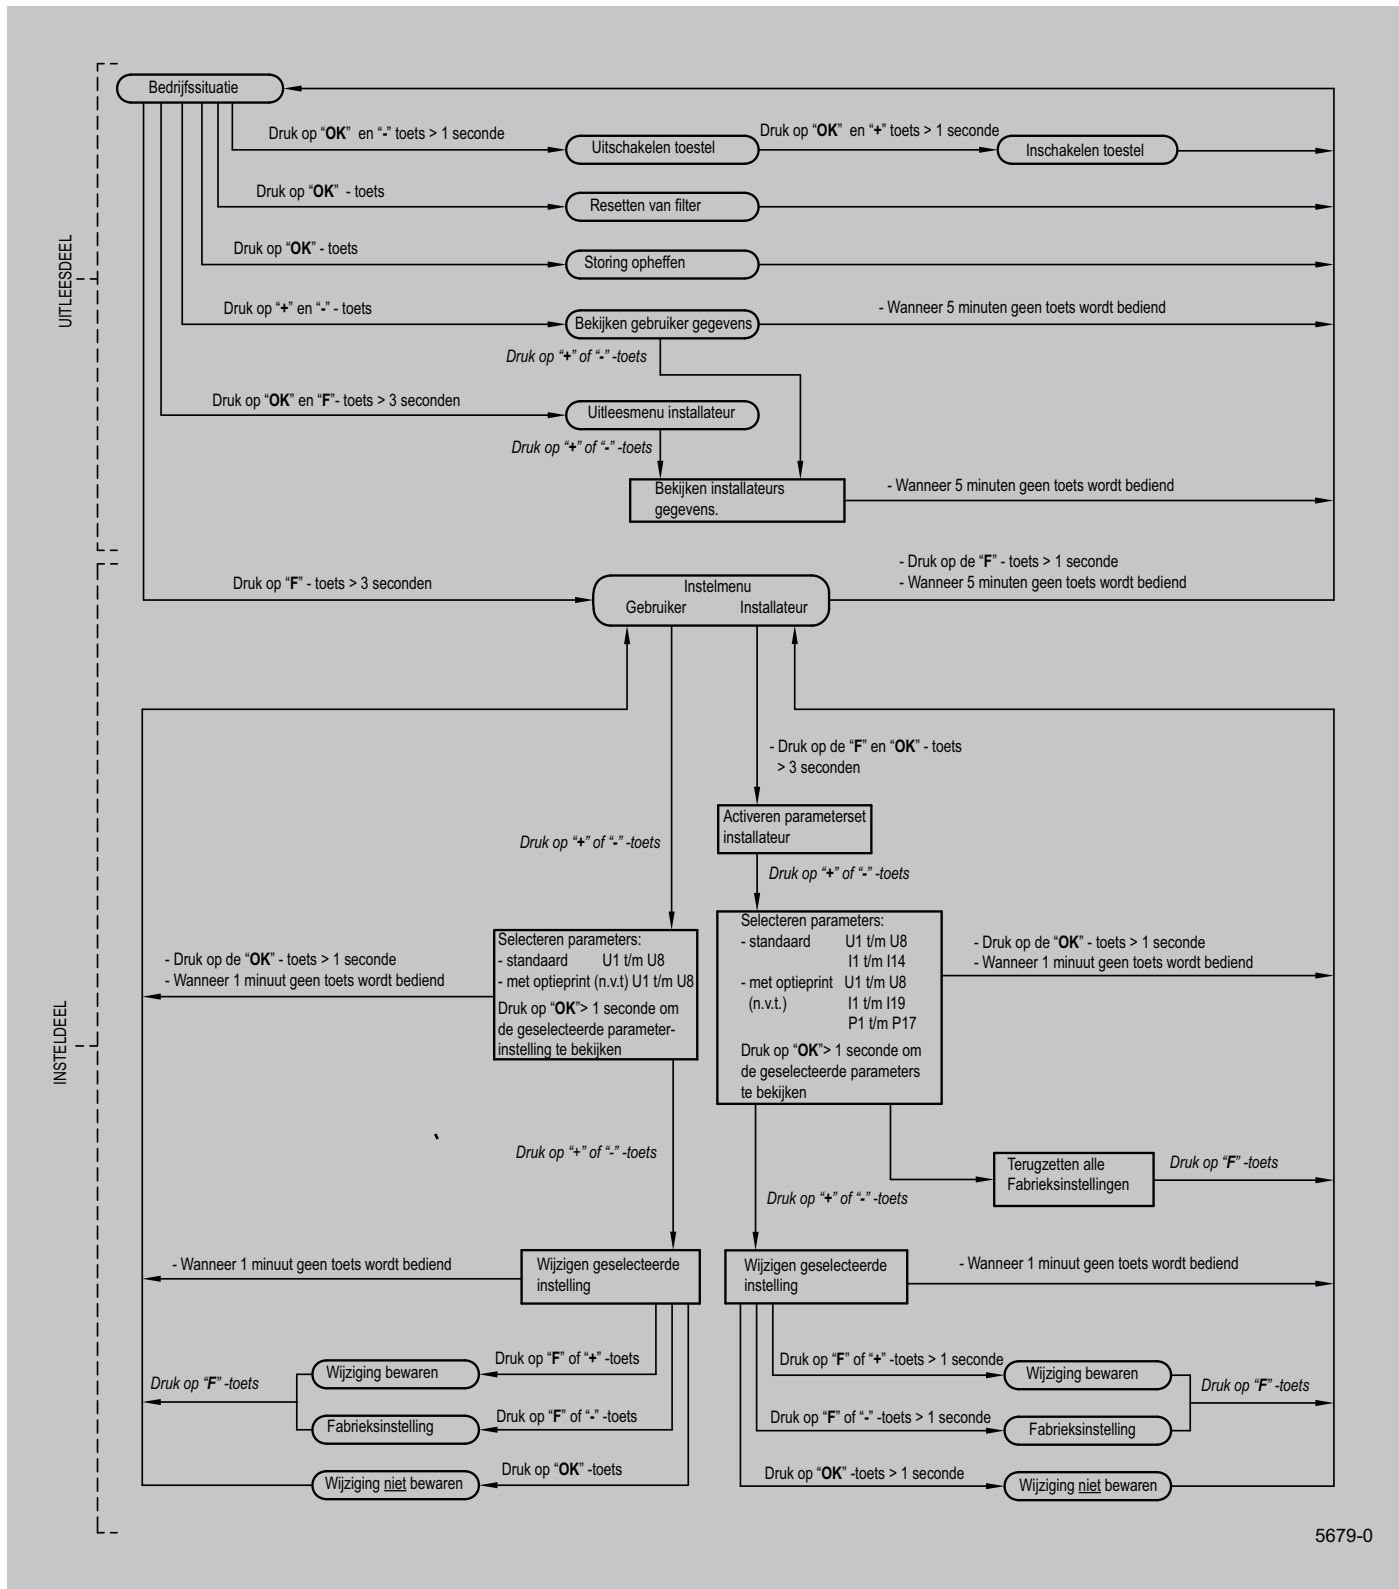 Bedrijfssituatie
Druk op “OK” en “-” toets > 1 seconde
Uitschakelen toestel
Druk op “OK” en “+” toets > 1 seconde
Inschakelen toestel
Druk op “OK” - toets
Resetten van filter
Druk op “OK” - toets
Storing opheffen
UITLEESDEEL
Druk op “+” en “-” - toets
Bekijken gebruiker gegevens
- Wanneer 5 minuten geen toets wordt bediend
Druk op “+” of “-” -toets
Druk op “OK” en “F”- toets > 3 seconden
Uitleesmenu installateur
Druk op “+” of “-” -toets
Bekijken installateurs
gegevens.
- Wanneer 5 minuten geen toets wordt bediend
Druk op “F” - toets > 3 seconden
Instelmenu
Gebruiker Installateur
- Druk op de “F” - toets > 1 seconde
- Wanneer 5 minuten geen toets wordt bediend
- Druk op de “F” en “OK” - toets
> 3 seconden
Activeren parameterset
installateur
Druk op “+” of “-” -toets
Druk op “+” of “-” -toets
INSTELDEEL
- Druk op de “OK” - toets > 1 seconde
- Wanneer 1 minuut geen toets wordt bediend
Selecteren parameters:
- standaard U1 t/m U8
- met optieprint (n.v.t) U1 t/m U8
Druk op “OK”> 1 seconde om
de geselecteerde parameter-
instelling te bekijken
Selecteren parameters:
- standaard U1 t/m U8
I1 t/m I14
- met optieprint U1 t/m U8
(n.v.t.) I1 t/m I19
P1 t/m P17
Druk op “OK”> 1 seconde om
de geselecteerde parameters
te bekijken
- Druk op de “OK” - toets > 1 seconde
- Wanneer 1 minuut geen toets wordt bediend
Druk op “+” of “-” -toets
Druk op “+” of “-” -toets
Terugzetten alle
Fabrieksinstellingen
Druk op “F” -toets
- Wanneer 1 minuut geen toets wordt bediend
Wijzigen geselecteerde
instelling
Wijzigen geselecteerde
instelling
- Wanneer 1 minuut geen toets wordt bediend
Druk op “F” of “+” -toets
Wijziging bewaren
Druk op “F” -toets
Druk op “F” of “-” -toets
Fabrieksinstelling
Druk op “OK” -toets
Wijziging niet bewaren
Druk op “F” of “+” -toets > 1 seconde
Wijziging bewaren
Druk op “F” -toets
Druk op “F” of “-” -toets > 1 seconde
Fabrieksinstelling
Druk op “OK” -toets > 1 seconde
Wijziging niet bewaren
5679-0